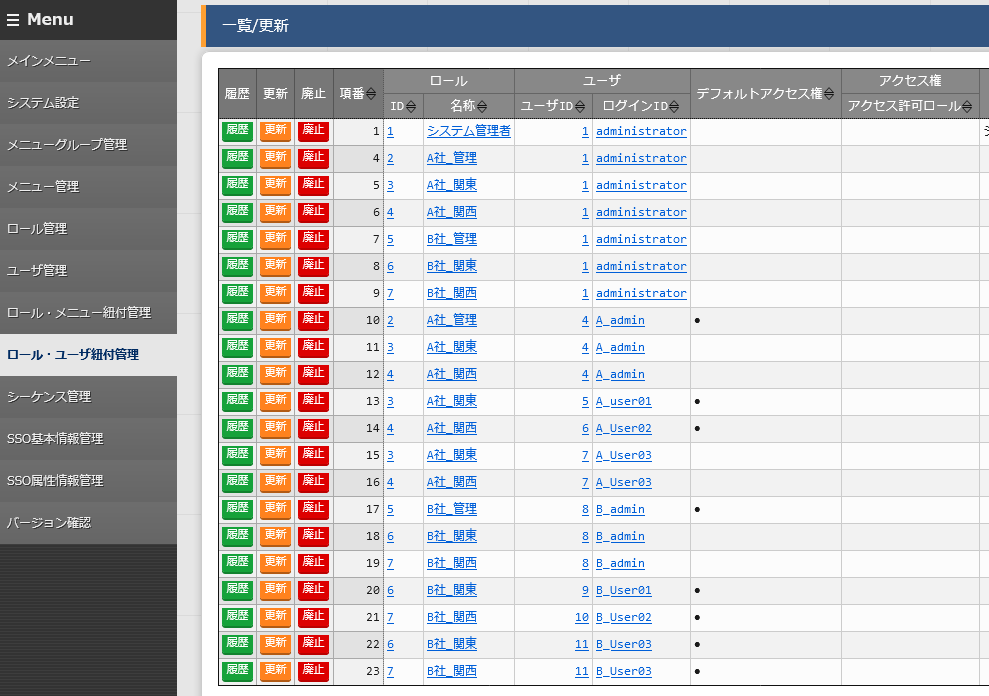 ☰ Menu
メインメニュー
システム設定
メニューグループ管理
メニュー管理
ロール管理
ユーザ管理
ロール・メニュー紐付管理
ロール・ユーザ紐付管理
シーケンス管理
SSO基本情報管理
SSO属性情報管理
バージョン確認
一覧/更新
履歴 更新 廃止 項番 ロール ユーザ デフォルトアクセス権 アクセス権
ID 名称 ユーザID ログインID アクセス許可ロール
履歴 更新 廃止 1 1 システム管理者 1 administrator
履歴 更新 廃止 4 2 A社_管理 1 administrator
履歴 更新 廃止 5 3 A社_関東 1 administrator
履歴 更新 廃止 6 4 A社_関西 1 administrator
履歴 更新 廃止 7 5 B社_管理 1 administrator
履歴 更新 廃止 8 6 B社_関東 1 administrator
履歴 更新 廃止 9 7 B社_関西 1 administrator
履歴 更新 廃止 10 2 A社_管理 4 A_admin ●
履歴 更新 廃止 11 3 A社_関東 4 A_admin
履歴 更新 廃止 12 4 A社_関西 4 A_admin
履歴 更新 廃止 13 3 A社_関東 5 A_user01 ●
履歴 更新 廃止 14 4 A社_関西 6 A_User02 ●
履歴 更新 廃止 15 3 A社_関東 7 A_User03
履歴 更新 廃止 16 4 A社_関西 7 A_User03
履歴 更新 廃止 17 5 B社_管理 8 B_admin ●
履歴 更新 廃止 18 6 B社_関東 8 B_admin
履歴 更新 廃止 19 7 B社_関西 8 B_admin
履歴 更新 廃止 20 6 B社_関東 9 B_User01 ●
履歴 更新 廃止 21 7 B社_関西 10 B_User02 ●
履歴 更新 廃止 22 6 B社_関東 11 B_User03 ●
履歴 更新 廃止 23 7 B社_関西 11 B_User03 ●